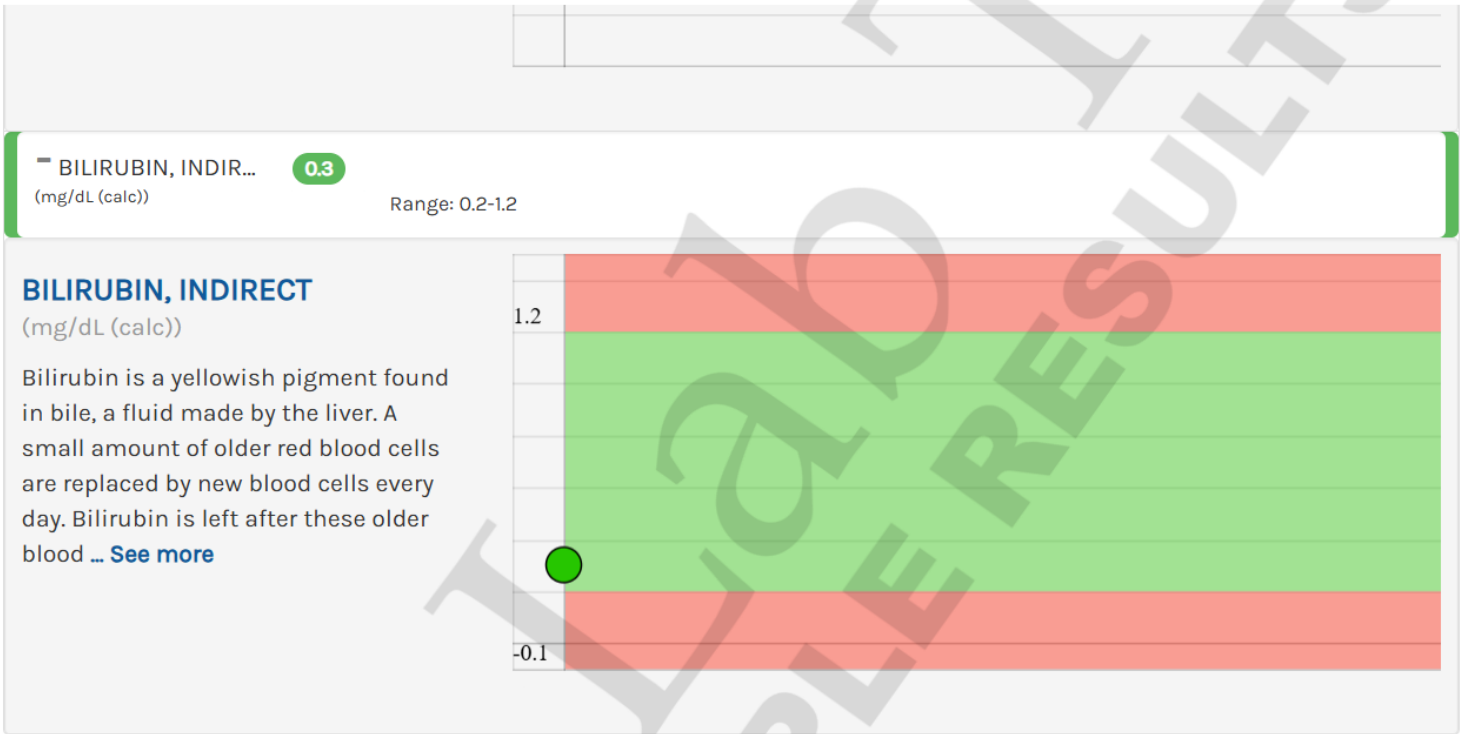 BILIRUBIN, INDIR...
0.3
(mg/dL (calc))
Range: 0.2-1.2
BILIRUBIN, INDIRECT
(mg/dL (calc))
Bilirubin is a yellowish pigment found
in bile, a fluid made by the liver. A
small amount of older red blood cells
are replaced by new blood cells every
day. Bilirubin is left after these older
blood ... See more
1.2
-0.1
Lab T
PLE RESULTS